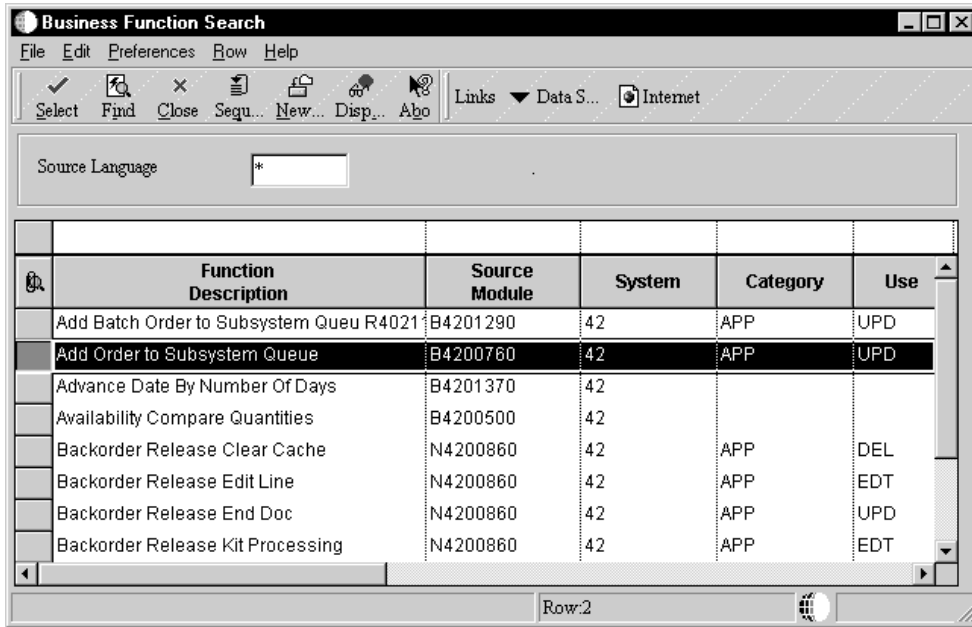 Business Function Search
File Edit Preferences Row Help
Select Find Close Sequ... New... Disp... Abo Links Data S... Internet
Source Language *
Function Description Source Module System Category Use
Add Batch Order to Subsystem Queu R4021 B4201290 42 APP UPD
Add Order to Subsystem Queue B4200760 42 APP UPD
Advance Date By Number Of Days B4201370 42
Availability Compare Quantities B4200500 42
Backorder Release Clear Cache N4200860 42 APP DEL
Backorder Release Edit Line N4200860 42 APP EDT
Backorder Release End Doc N4200860 42 APP UPD
Backorder Release Kit Processing N4200860 42 APP EDT
Row:2